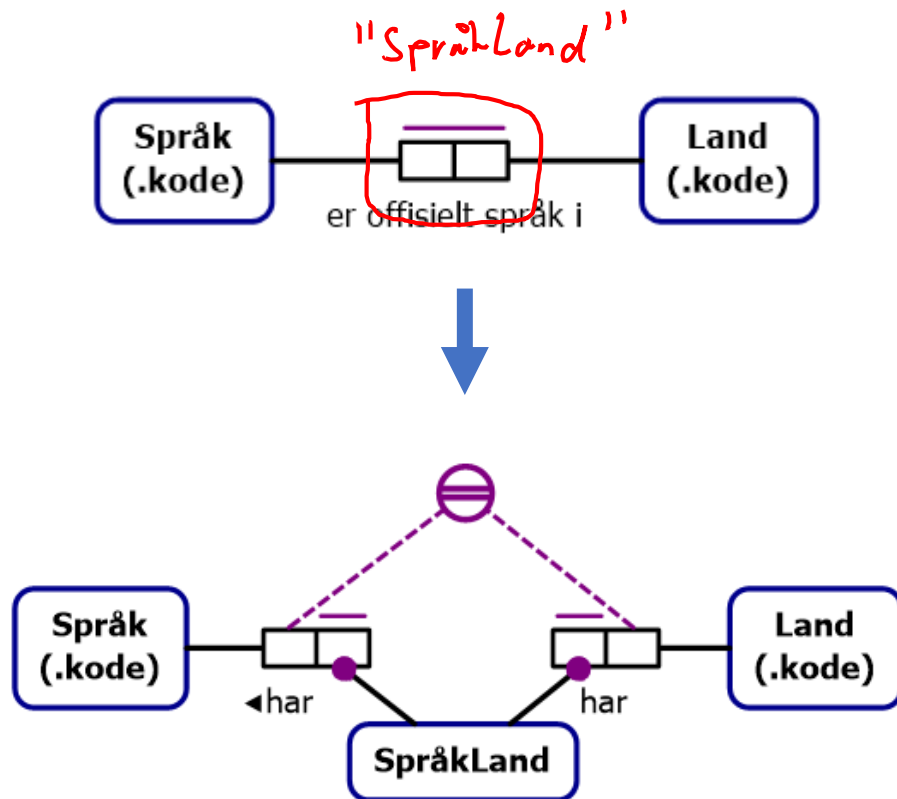 "SpråkLand"
Språk
(.kode)
Land
(.kode)
er offisielt språk i
Språk
(.kode)
Land
(.kode)
◄har
har
SpråkLand